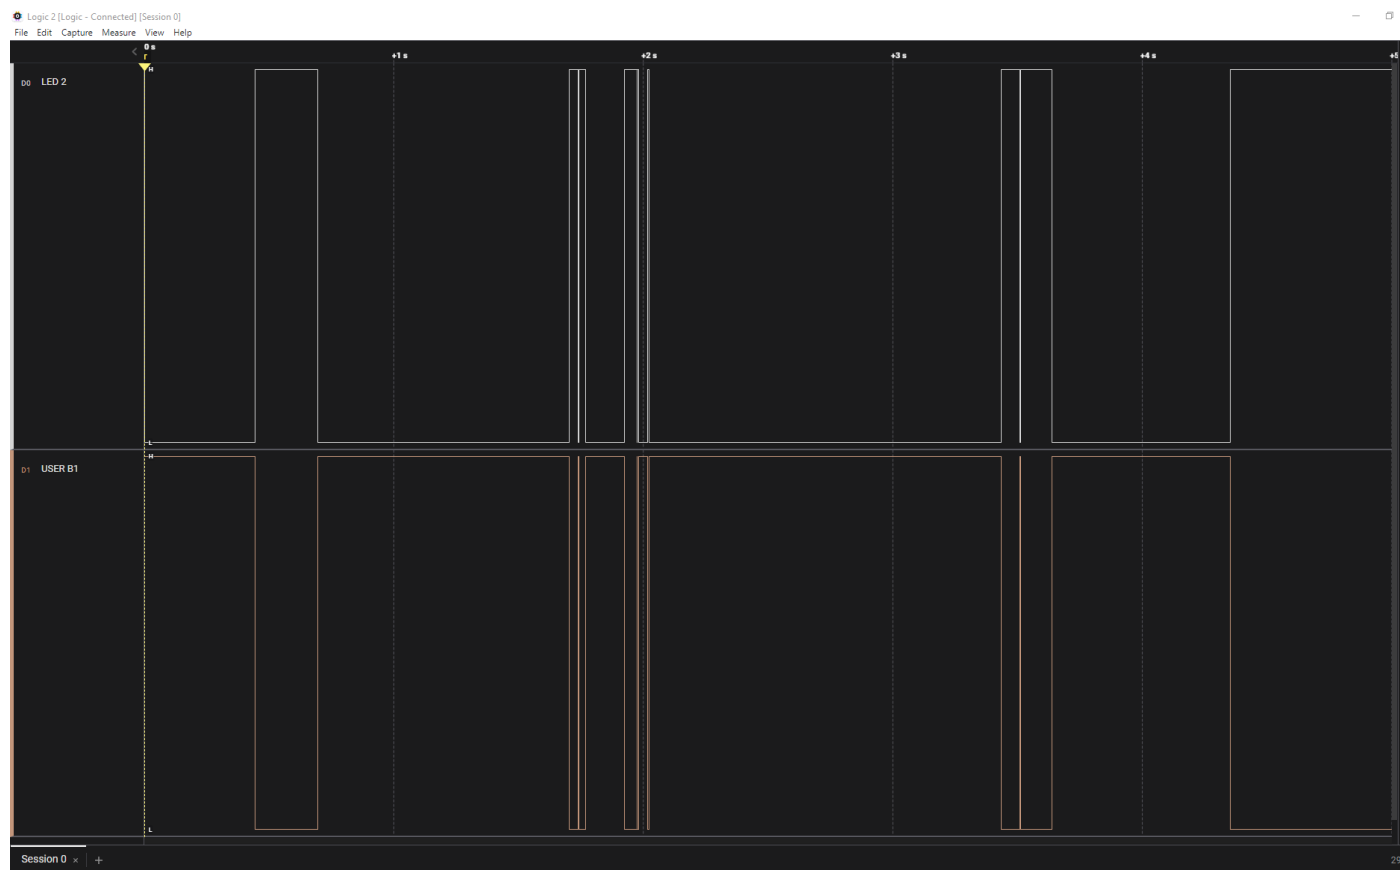 Logic 2 [Logic - Connected] [Session 0]
File Edit Capture Measure View Help
0 s
r
+1 s +2 s +3 s +4 s
H
D0 LED 2
L
H
D1 USER B1
L
Session 0 × +
29